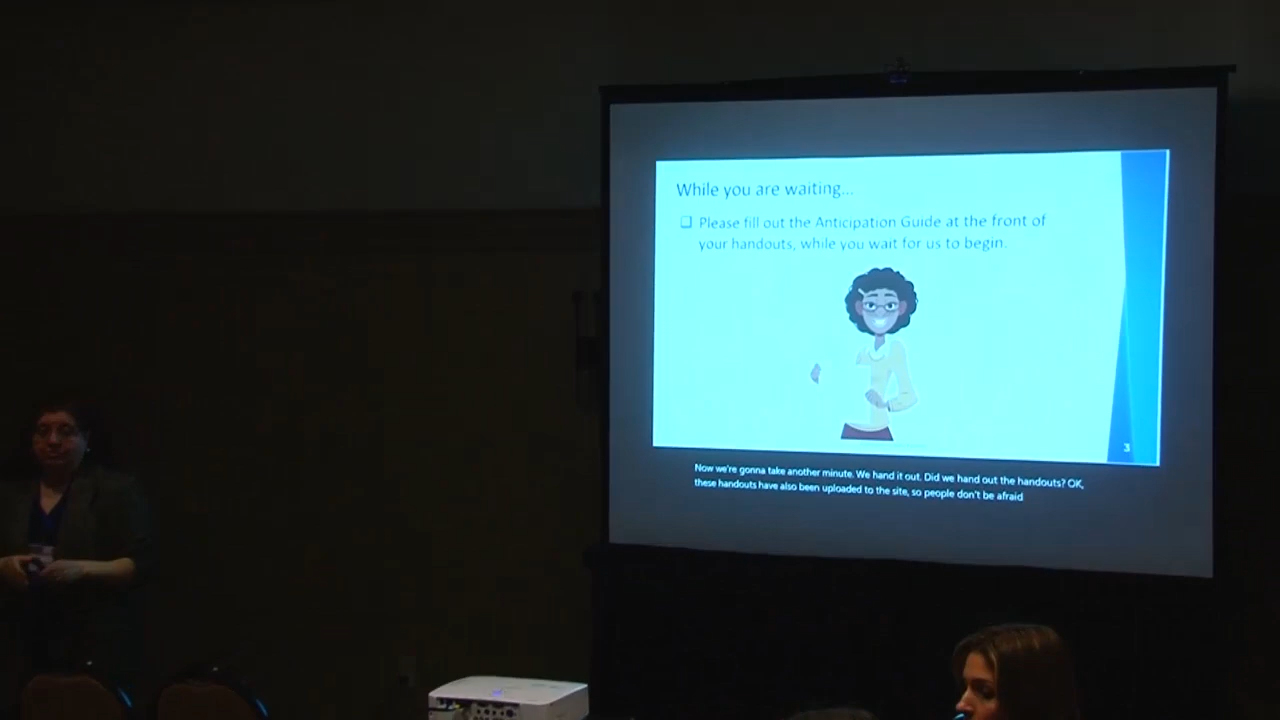 While you are waiting...
❑ Please fill out the Anticipation Guide at the front of
your handouts, while you wait for us to begin.
3
Now we're gonna take another minute. We hand it out. Did we hand out the handouts? OK,
these handouts have also been uploaded to the site, so people don't be afraid